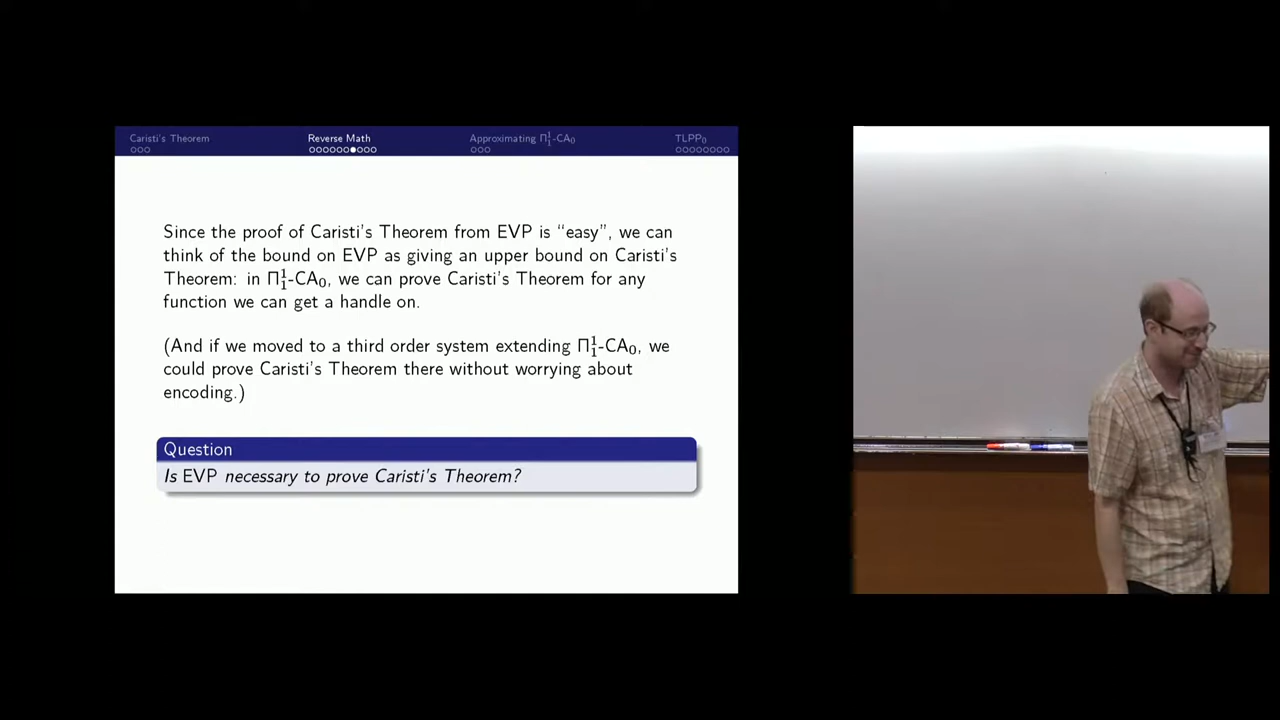 Caristi's Theorem
Reverse Math
Approximating Π¹₁-CA₀
TLPP₀
Since the proof of Caristi's Theorem from EVP is “easy”, we can
think of the bound on EVP as giving an upper bound on Caristi's
Theorem: in Π¹₁-CA₀, we can prove Caristi's Theorem for any
function we can get a handle on.
(And if we moved to a third order system extending Π¹₁-CA₀, we
could prove Caristi's Theorem there without worrying about
encoding.)
Question
Is EVP necessary to prove Caristi's Theorem?